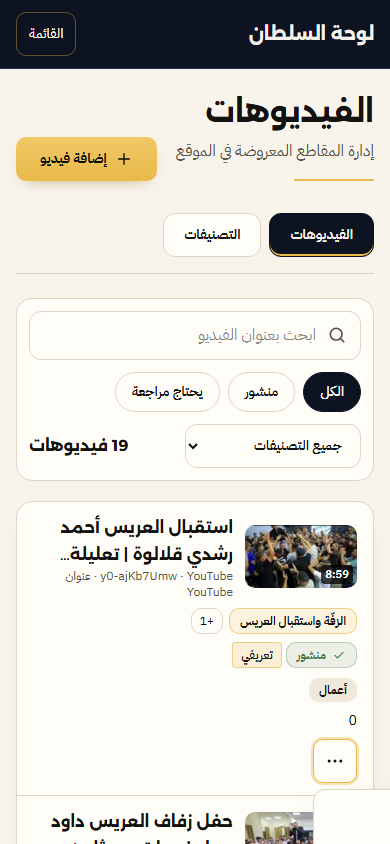 لوحة السلطان
القائمة
الفيديوهات
إدارة المقاطع المعروضة في الموقع
إضافة فيديو
الفيديوهات
التصنيفات
ابحث بعنوان الفيديو
الكل
منشور
يحتاج مراجعة
جميع التصنيفات
19 فيديوهات
8:59
استقبال العريس أحمد
رشدي قلالوة | تعليلة...
YouTube · y0-ajKb7Umw · عنوان
YouTube
الزفّة واستقبال العريس
+1
منشور
تعريفي
أعمال
0
حفل زفاف العريس داود